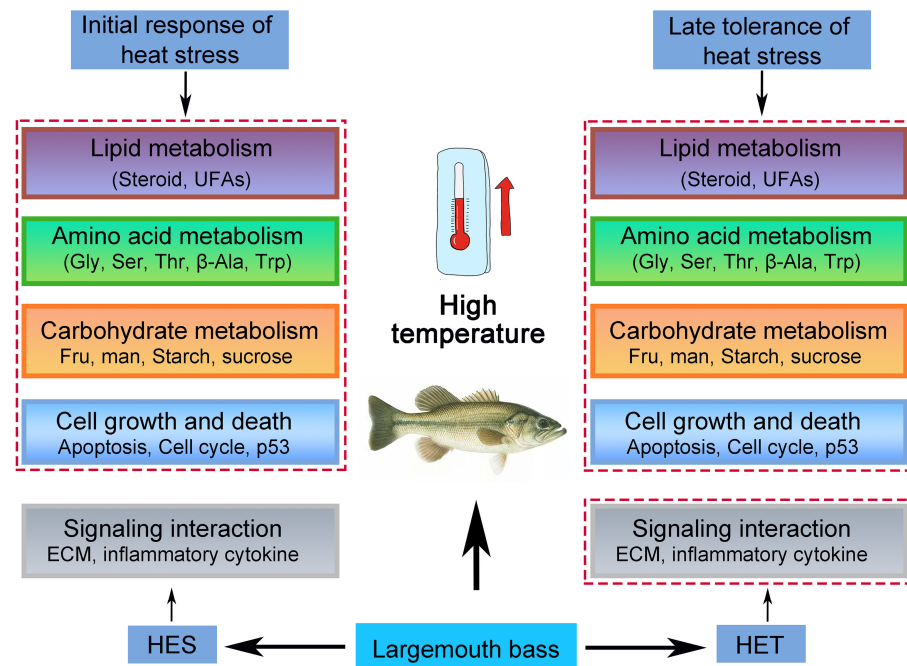 Initial response of
heat stress
Lipid metabolism
(Steroid, UFAs)
Amino acid metabolism
(Gly, Ser, Thr, β-Ala, Trp)
Carbohydrate metabolism
Fru, man, Starch, sucrose
Cell growth and death
Apoptosis, Cell cycle, p53
Signaling interaction
ECM, inflammatory cytokine
HES
High
temperature
Largemouth bass
Late tolerance of
heat stress
Lipid metabolism
(Steroid, UFAs)
Amino acid metabolism
(Gly, Ser, Thr, β-Ala, Trp)
Carbohydrate metabolism
Fru, man, Starch, sucrose
Cell growth and death
Apoptosis, Cell cycle, p53
Signaling interaction
ECM, inflammatory cytokine
HET